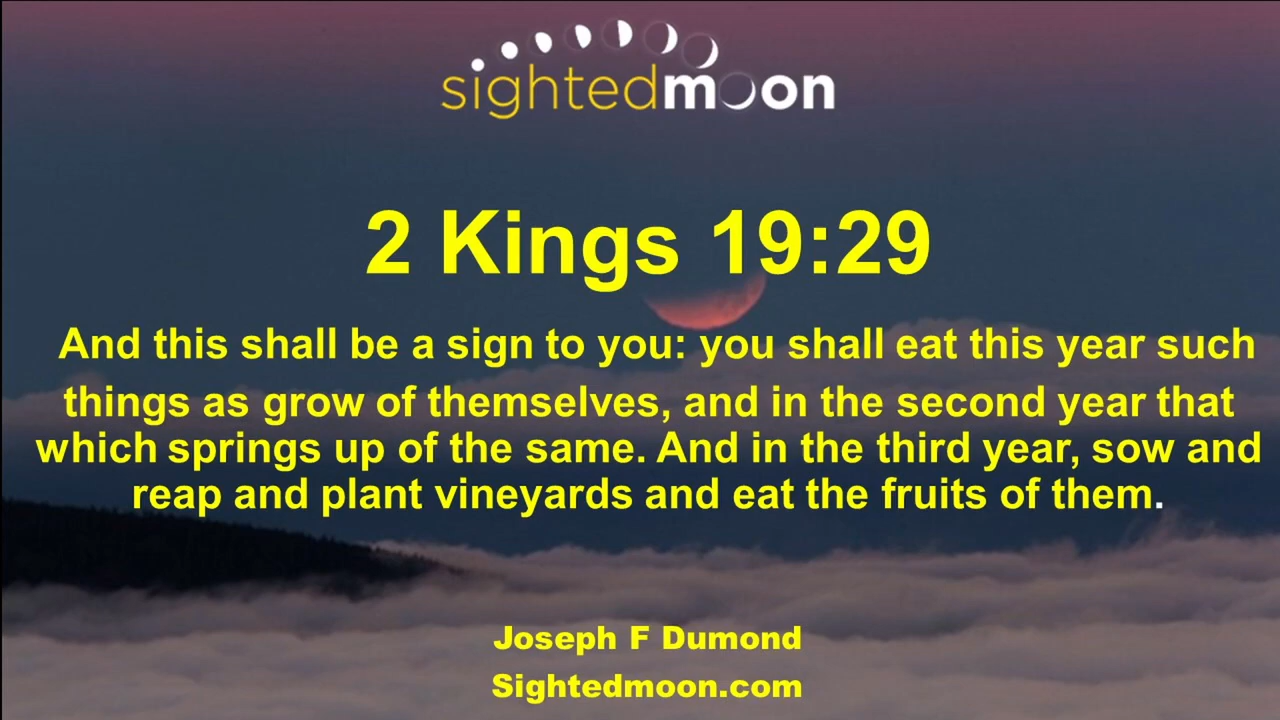 sightedmoon
2 Kings 19:29
And this shall be a sign to you: you shall eat this year such
things as grow of themselves, and in the second year that
which springs up of the same. And in the third year, sow and
reap and plant vineyards and eat the fruits of them.
Joseph F Dumond
Sightedmoon.com